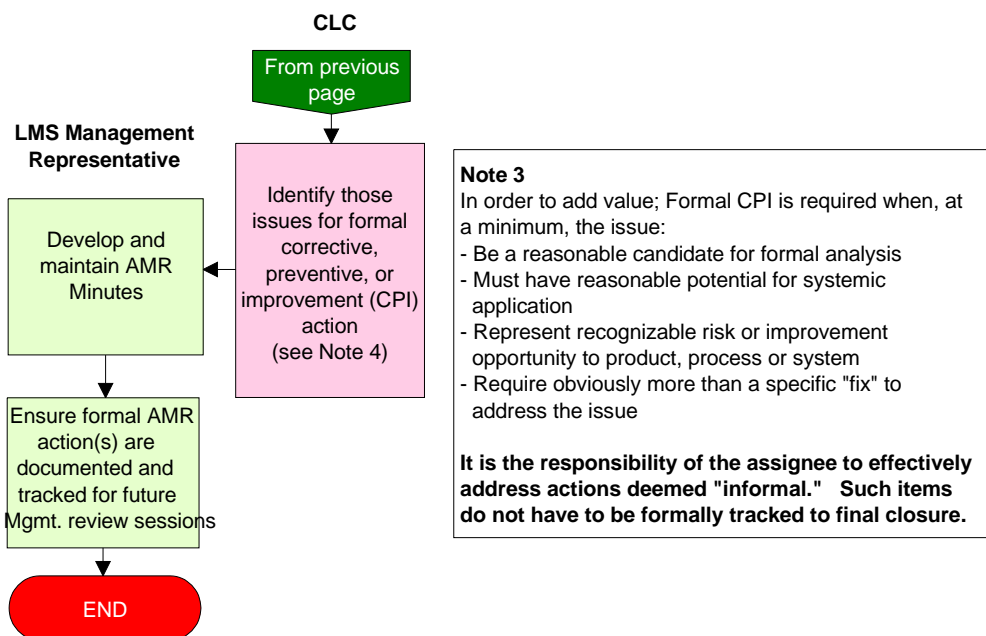 CLC
From previous
page
LMS Management
Representative
Identify those
issues for formal
corrective,
preventive, or
improvement (CPI)
action
(see Note 4)
Develop and
maintain AMR
Minutes
Ensure formal AMR
action(s) are
documented and
tracked for future
Mgmt. review sessions
END
Note 3
In order to add value; Formal CPI is required when, at
a minimum, the issue:
- Be a reasonable candidate for formal analysis
- Must have reasonable potential for systemic
application
- Represent recognizable risk or improvement
opportunity to product, process or system
- Require obviously more than a specific "fix" to
address the issue
It is the responsibility of the assignee to effectively
address actions deemed "informal."   Such items
do not have to be formally tracked to final closure.